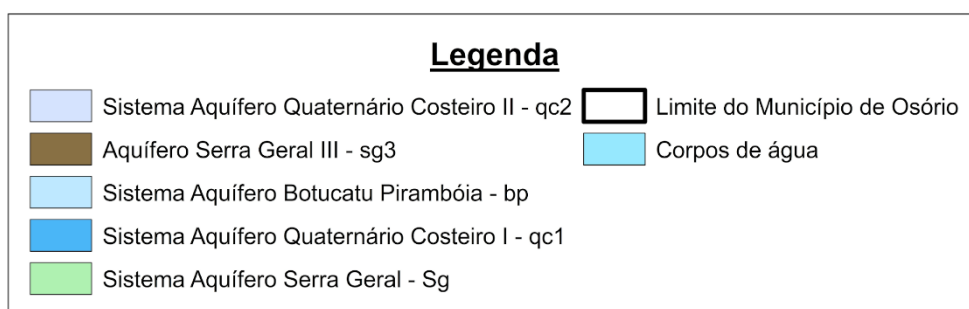 Legenda
Sistema Aquífero Quaternário Costeiro II - qc2
Aquífero Serra Geral III - sg3
Sistema Aquífero Botucatu Pirambóia - bp
Sistema Aquífero Quaternário Costeiro I - qc1
Sistema Aquífero Serra Geral - Sg
Limite do Município de Osório
Corpos de água